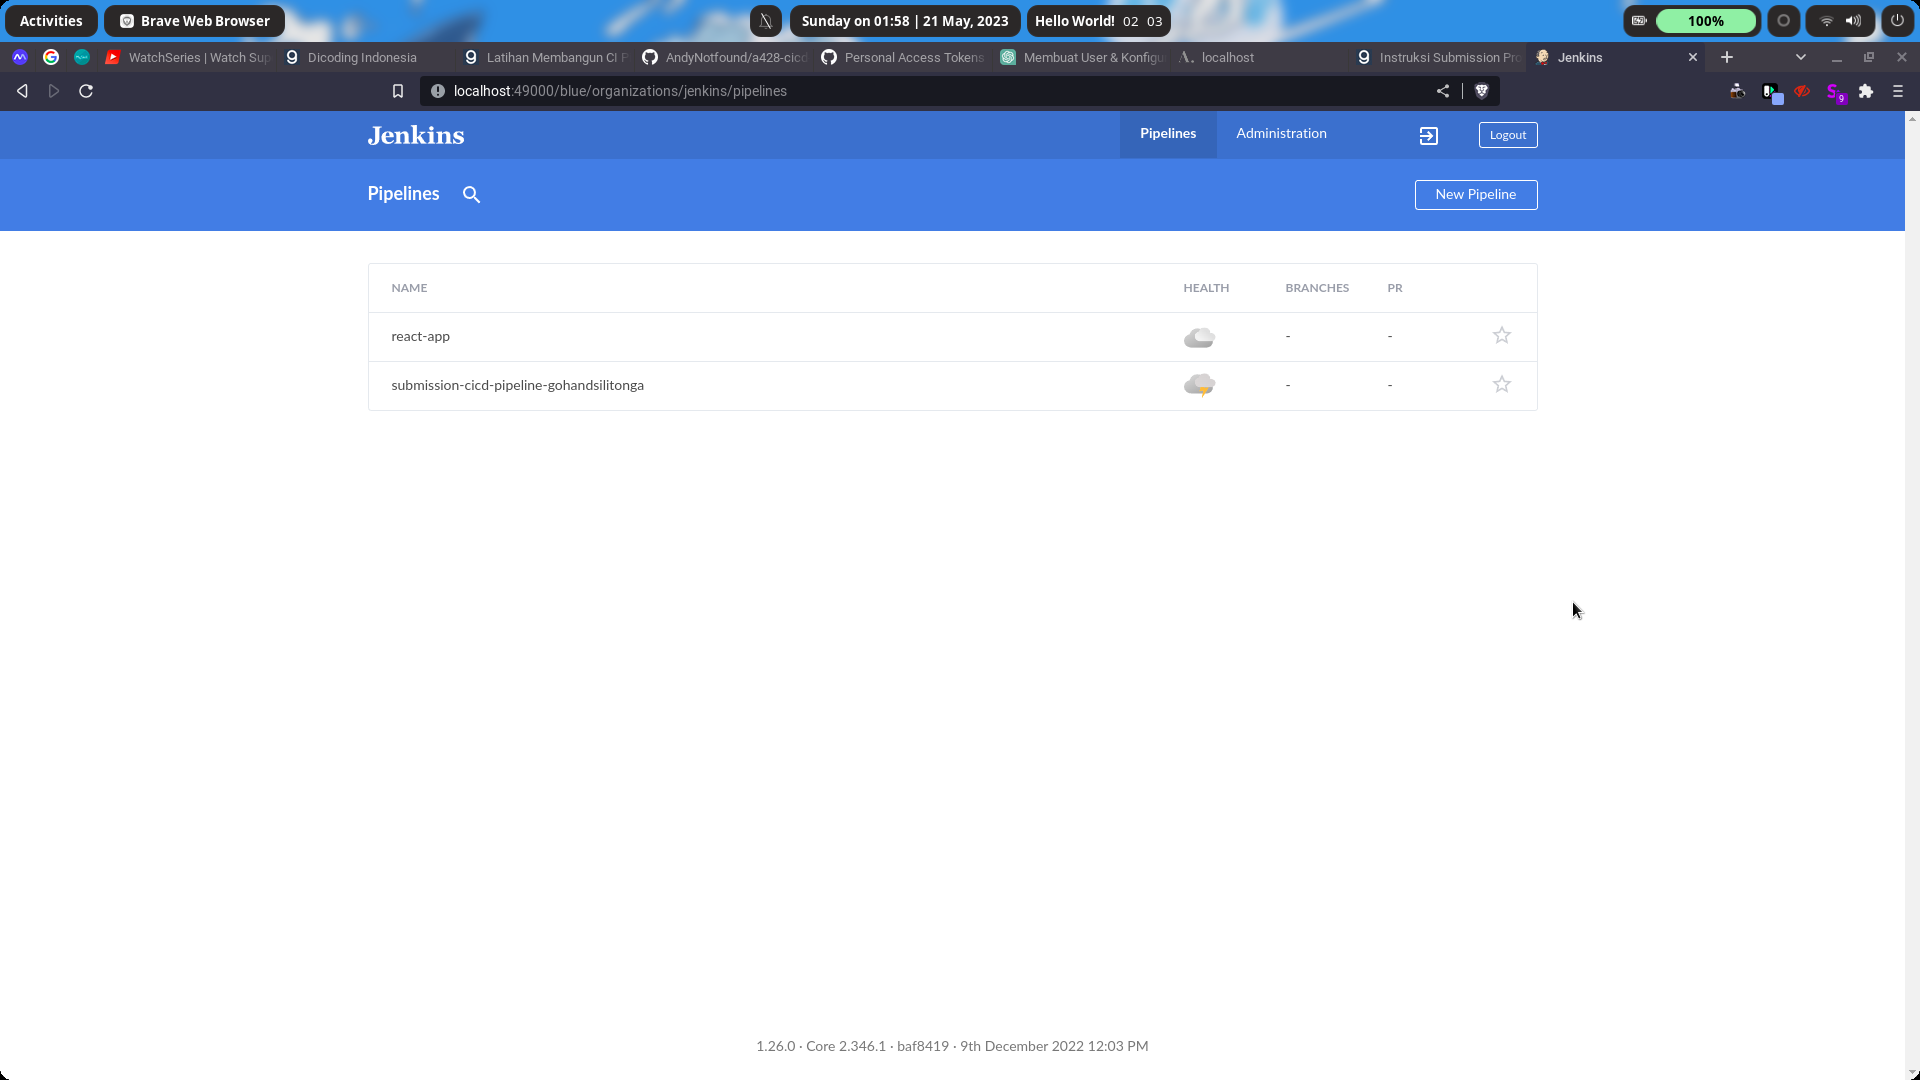 Activities
Brave Web Browser
Sunday on 01:58 | 21 May, 2023
Hello World! 02 03
100%
WatchSeries | Watch Sup
Dicoding Indonesia
Latihan Membangun CI P
AndyNotfound/a428-cicd
Personal Access Tokens
Membuat User & Konfigu
localhost
Instruksi Submission Pro
Jenkins
localhost:49000/blue/organizations/jenkins/pipelines
9
Jenkins
Pipelines
Administration
Logout
Pipelines
New Pipeline
NAME HEALTH BRANCHES PR
react-app - -
submission-cicd-pipeline-gohandsilitonga - -
1.26.0 · Core 2.346.1 · baf8419 · 9th December 2022 12:03 PM